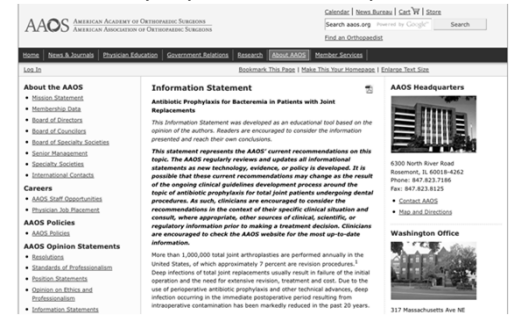 Calendar | News Bureau | Cart | Store
AAOS
AMERICAN ACADEMY OF ORTHOPAEDIC SURGEONS
AMERICAN ASSOCIATION OF ORTHOPAEDIC SURGEONS
Search aaos.org Powered by Google Search
Find an Orthopaedist
Home News & Journals Physician Education Government Relations Research About AAOS Member Services
Log In
Bookmark This Page | Make This Your Homepage | Enlarge Text Size
About the AAOS
Mission Statement
Membership Data
Board of Directors
Board of Councilors
Board of Specialty Societies
Senior Management
Specialty Societies
International Contacts
Careers
AAOS Staff Opportunities
Physician Job Placement
AAOS Policies
AAOS Policies
AAOS Opinion Statements
Resolutions
Standards of Professionalism
Position Statements
Opinion on Ethics and
Professionalism
Information Statements
Information Statement
Antibiotic Prophylaxis for Bacteremia in Patients with Joint
Replacements
This Information Statement was developed as an educational tool based on the
opinion of the authors. Readers are encouraged to consider the information
presented and reach their own conclusions.
This statement represents the AAOS' current recommendations on this
topic. The AAOS regularly reviews and updates all informational
statements as new technology, evidence, or policy is developed. It is
possible that these current recommendations may change as the result
of the ongoing clinical guidelines development process around the
topic of antibiotic prophylaxis for total joint patients undergoing dental
procedures. As such, clinicians are encouraged to consider the
recommendations in the context of their specific clinical situation and
consult, where appropriate, other sources of clinical, scientific, or
regulatory information prior to making a treatment decision. Clinicians
are encouraged to check the AAOS website for the most up-to-date
information.
More than 1,000,000 total joint arthroplasties are performed annually in the
United States, of which approximately 7 percent are revision procedures.1
Deep infections of total joint replacements usually result in failure of the initial
operation and the need for extensive revision, treatment and cost. Due to the
use of perioperative antibiotic prophylaxis and other technical advances, deep
infection occurring in the immediate postoperative period resulting from
intraoperative contamination has been markedly reduced in the past 20 years.
AAOS Headquarters
6300 North River Road
Rosemont, IL 60018-4262
Phone: 847.823.7186
Fax: 847.823.8125
Contact AAOS
Map and Directions
Washington Office
317 Massachusetts Ave NE